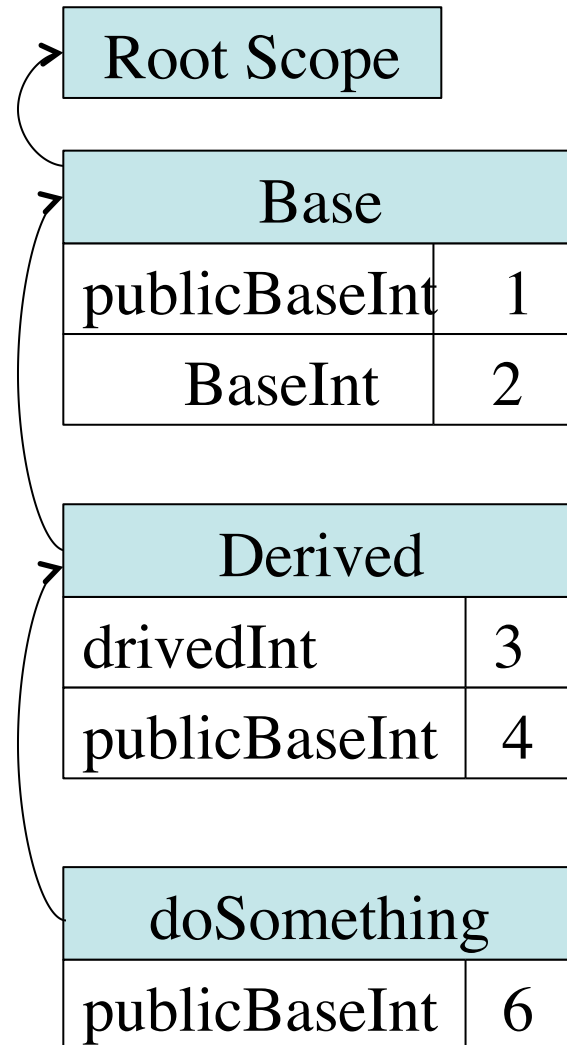 Root Scope
Base
publicBaseInt 1
BaseInt 2
Derived
drivedInt 3
publicBaseInt 4
doSomething
publicBaseInt 6